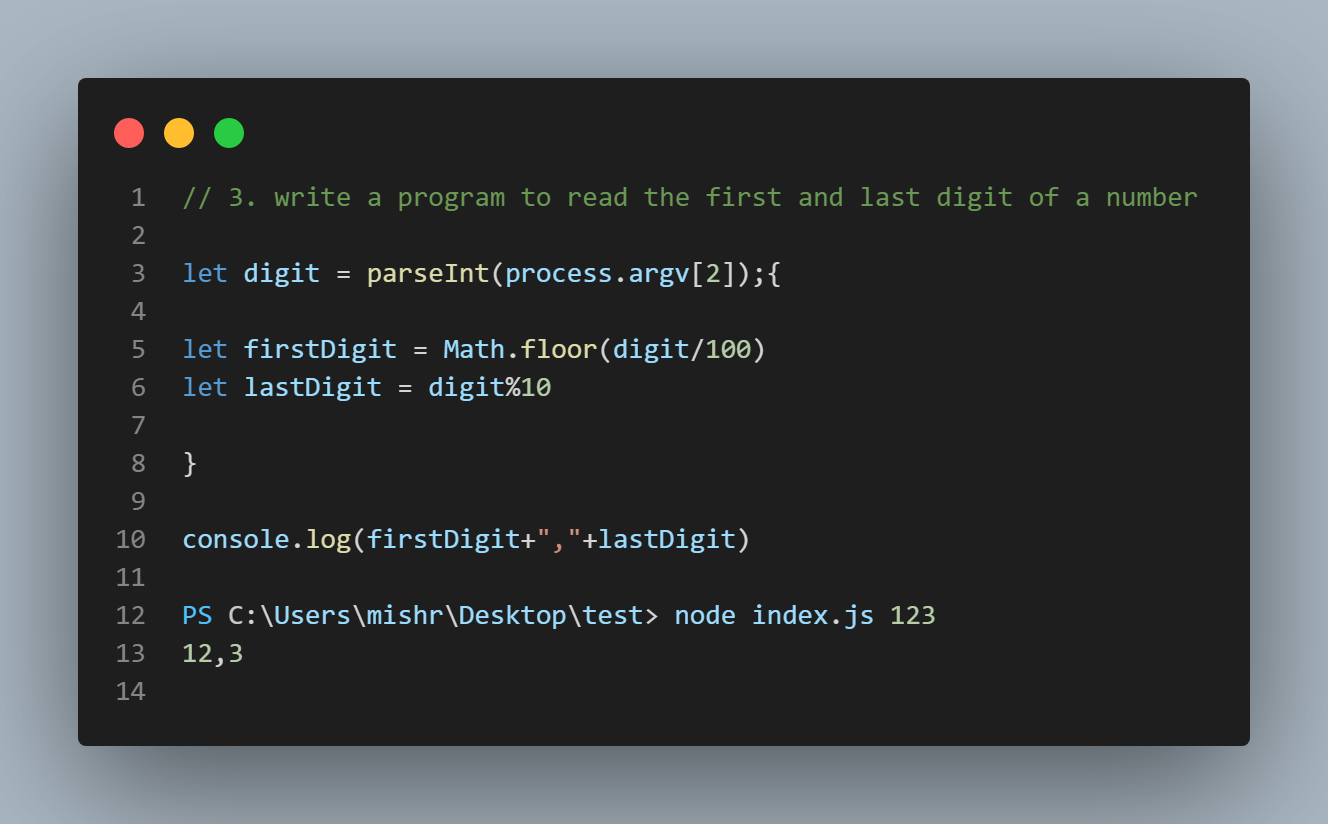 1 // 3. write a program to read the first and last digit of a number
2
3 let digit = parseInt(process.argv[2]);{
4
5 let firstDigit = Math.floor(digit/100)
6 let lastDigit = digit%10
7
8 }
9
10 console.log(firstDigit+","+lastDigit)
11
12 PS C:\Users\mishr\Desktop\test> node index.js 123
13 12,3
14